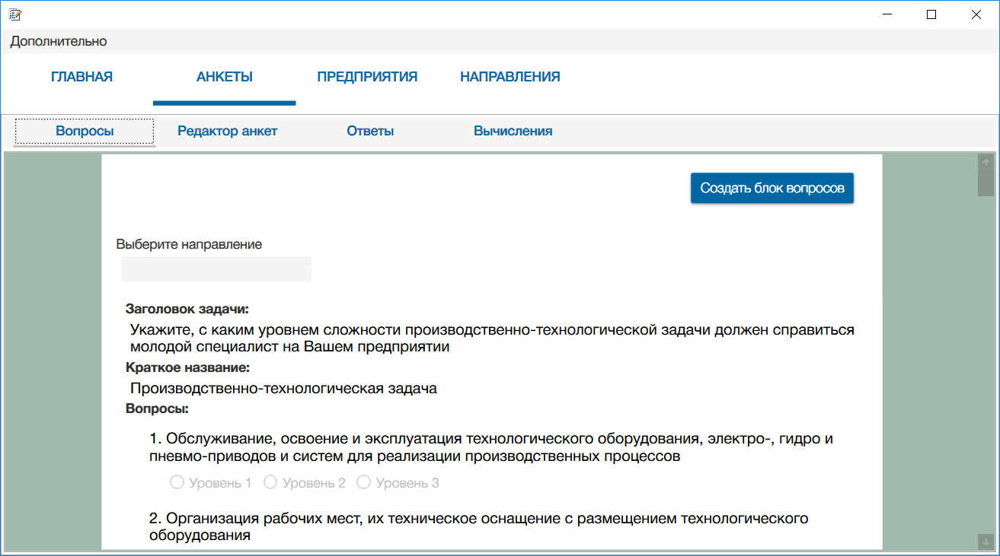 Дополнительно
ГЛАВНАЯ АНКЕТЫ ПРЕДПРИЯТИЯ НАПРАВЛЕНИЯ
Вопросы Редактор анкет Ответы Вычисления
Создать блок вопросов
Выберите направление
Заголовок задачи:
Укажите, с каким уровнем сложности производственно-технологической задачи должен справиться
молодой специалист на Вашем предприятии
Краткое название:
Производственно-технологическая задача
Вопросы:
1. Обслуживание, освоение и эксплуатация технологического оборудования, электро-, гидро и
пневмо-приводов и систем для реализации производственных процессов
Уровень 1 Уровень 2 Уровень 3
2. Организация рабочих мест, их техническое оснащение с размещением технологического
оборудования